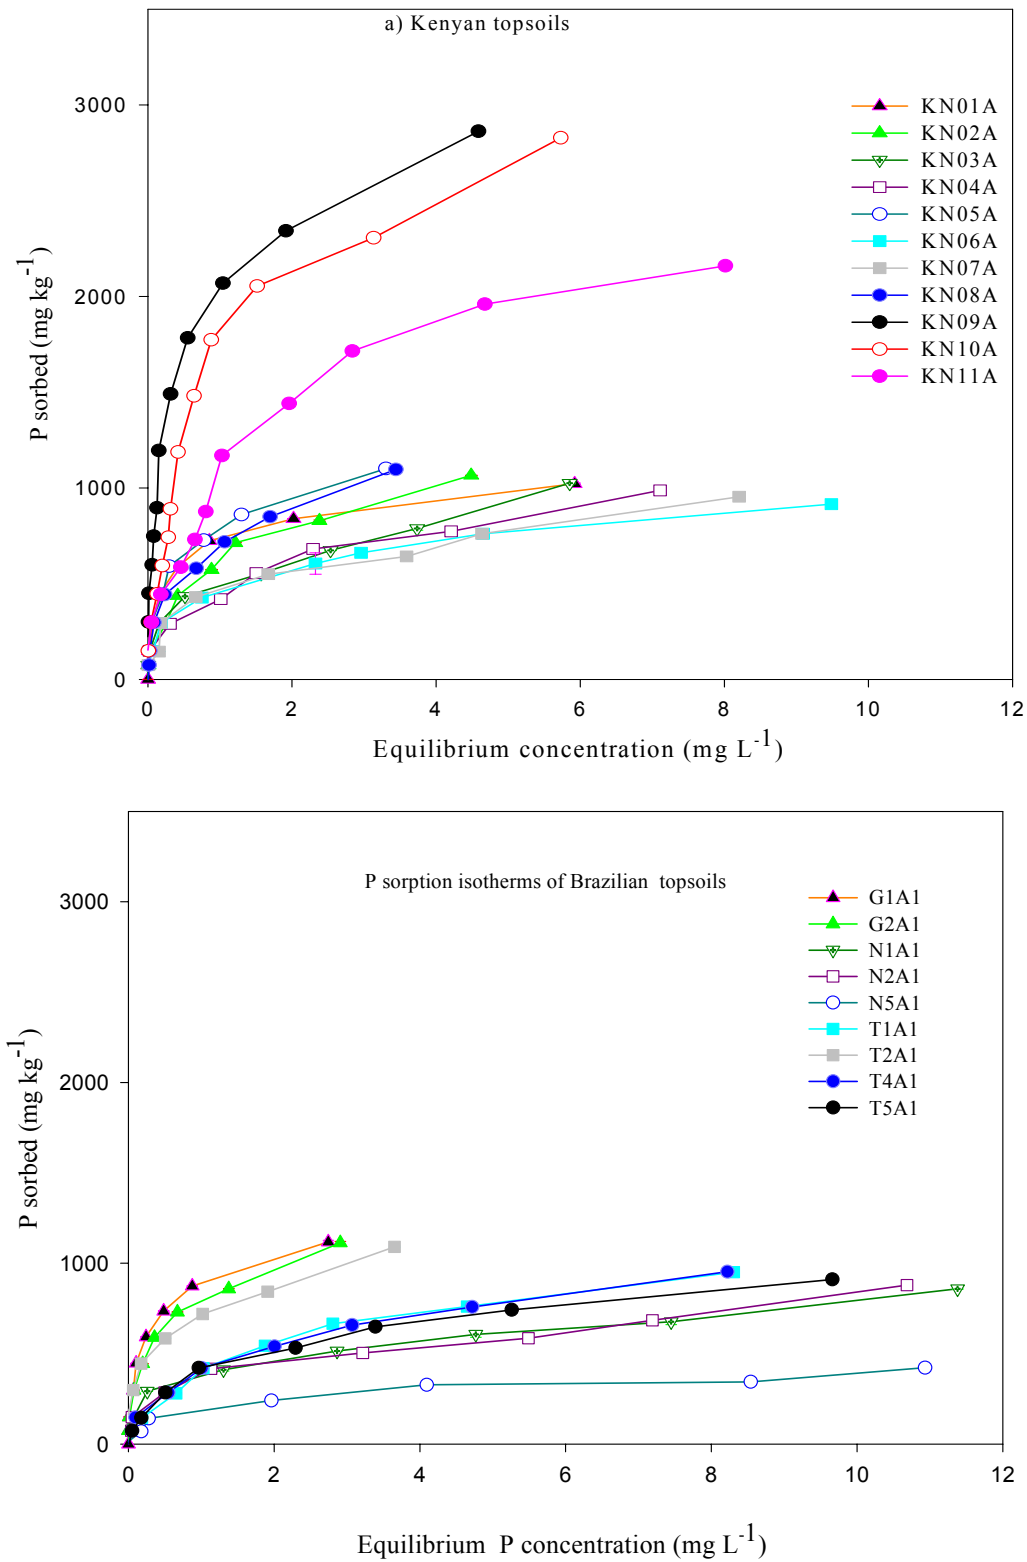 a) Kenyan topsoils
3000
2000
1000
0
P sorbed (mg kg-1)
KN01A
KN02A
KN03A
KN04A
KN05A
KN06A
KN07A
KN08A
KN09A
KN10A
KN11A
0 2 4 6 8 10 12
Equilibrium concentration (mg L-1)
P sorption isotherms of Brazilian topsoils
3000
2000
1000
0
P sorbed (mg kg-1)
G1A1
G2A1
N1A1
N2A1
N5A1
T1A1
T2A1
T4A1
T5A1
0 2 4 6 8 10 12
Equilibrium P concentration (mg L-1)